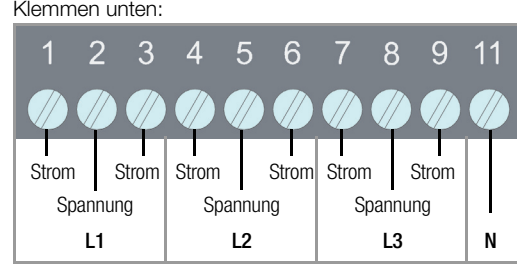 Klemmen unten:
1 2 3 4 5 6 7 8 9 11
Strom Strom Strom Strom Strom Strom
Spannung Spannung Spannung
L1 L2 L3 N